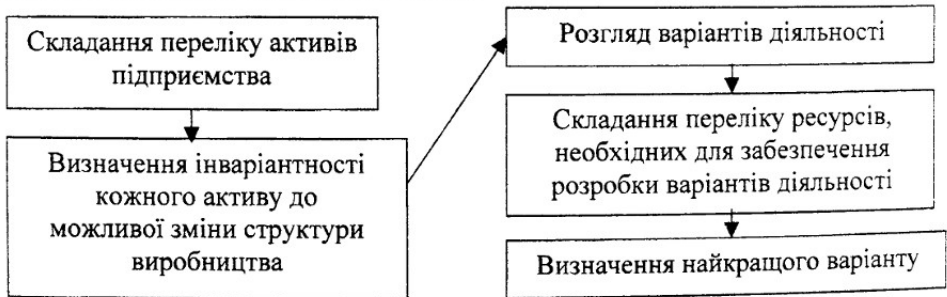 Складання переліку активів
підприємства
Визначення інваріантності
кожного активу до
можливої зміни структури
виробництва
Розгляд варіантів діяльності
Складання переліку ресурсів,
необхідних для забезпечення
розробки варіантів діяльності
Визначення найкращого варіанту